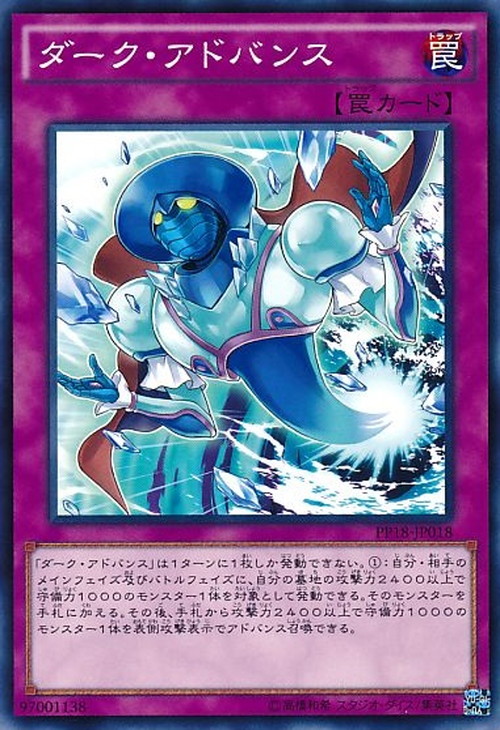 ダーク・アドバンス
トラップ
罠
トラップ
【罠カード】
PP18-JP018
「ダーク・アドバンス」は1ターンに1枚しか発動できない。①:自分・相手の
メインフェイズ及びバトルフェイズに、自分の墓地の攻撃力2400以上で
守備力1000のモンスター1体を対象として発動できる。そのモンスターを
手札に加える。その後、手札から攻撃力2400以上で守備力1000の
モンスター1体を表側攻撃表示でアドバンス召喚できる。
97001138
©高橋和希 スタジオ・ダイス/集英社